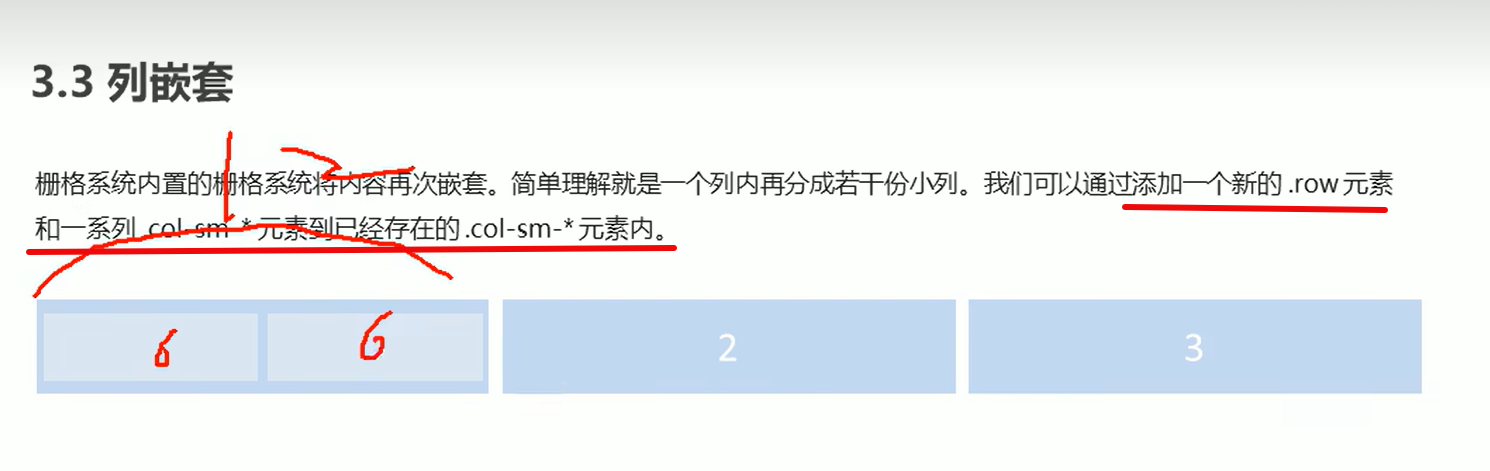 3.3 列嵌套
12
栅格系统内置的栅格系统将内容再次嵌套。简单理解就是一个列内再分成若干份小列。我们可以通过添加一个新的 .row 元素
和一系列 .col-sm-* 元素到已经存在的 .col-sm-* 元素内。
6 6 2 3